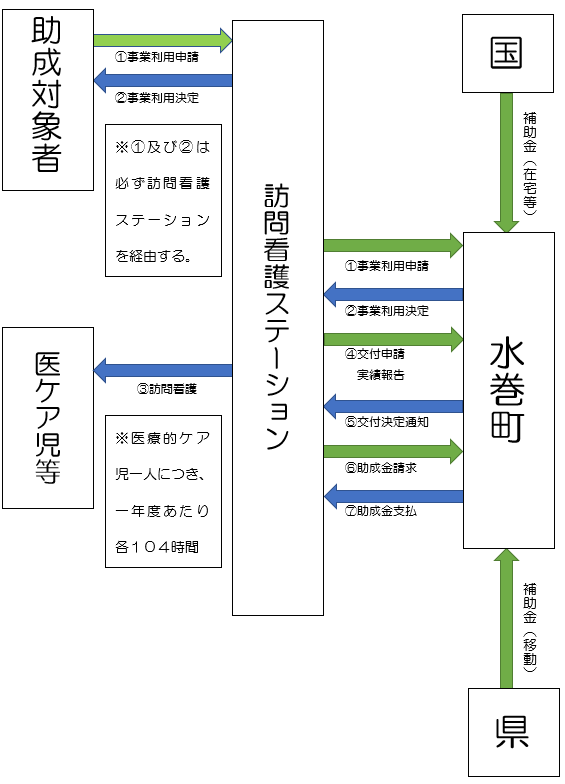 助成対象者
①事業利用申請
②事業利用決定
※①及び②は
必ず訪問看護
ステーション
を経由する。
医ケア児等
③訪問看護
※医療的ケア
児一人につき、
一年度あたり
各１０４時間
訪問看護ステーション
①事業利用申請
②事業利用決定
④交付申請
実績報告
⑤交付決定通知
⑥助成金請求
⑦助成金支払
国
補助金（在宅等）
水巻町
補助金（移動）
県